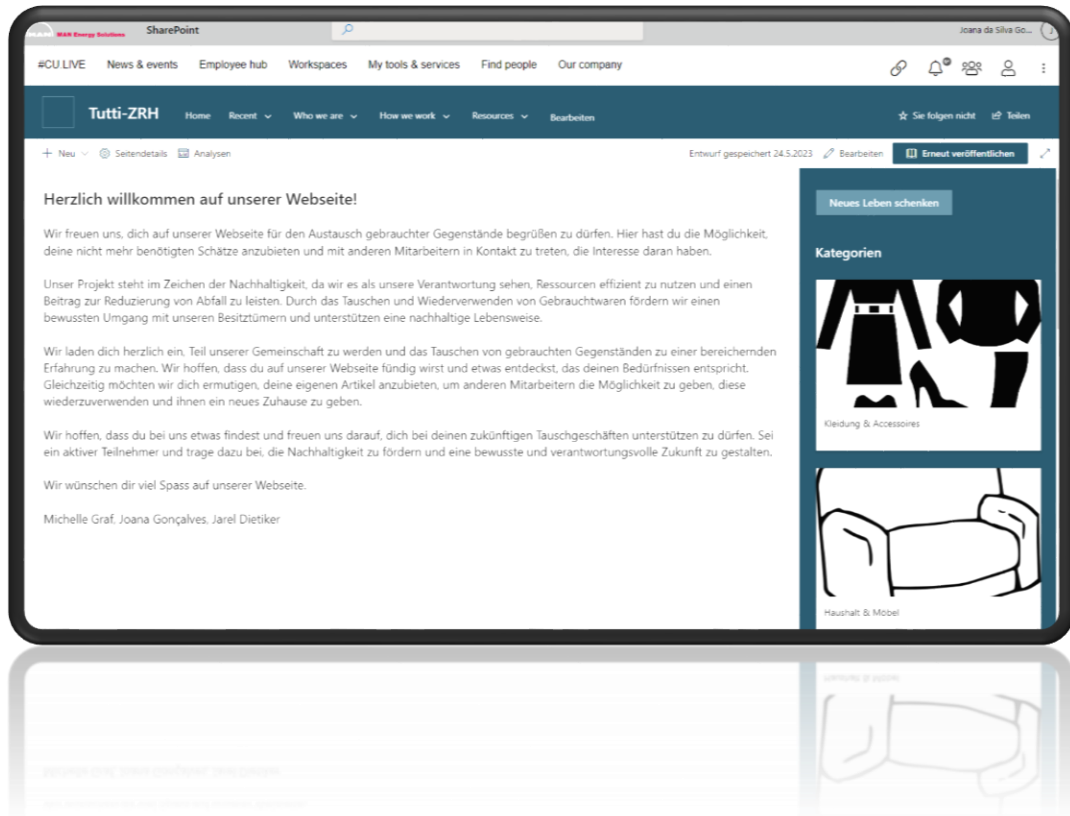 MAN Energy Solutions SharePoint Joana da Silva Go...
#CU LIVE News & events Employee hub Workspaces My tools & services Find people Our company
Tutti-ZRH Home Recent Who we are How we work Resources Bearbeiten Sie folgen nicht Teilen
Neu Seitendetails Analysen Entwurf gespeichert 24.5.2023 Bearbeiten Erneut veröffentlichen
Herzlich willkommen auf unserer Webseite!
Wir freuen uns, dich auf unserer Webseite für den Austausch gebrauchter Gegenstände begrüßen zu dürfen. Hier hast du die Möglichkeit,
deine nicht mehr benötigten Schätze anzubieten und mit anderen Mitarbeitern in Kontakt zu treten, die Interesse daran haben.
Unser Projekt steht im Zeichen der Nachhaltigkeit, da wir es als unsere Verantwortung sehen, Ressourcen effizient zu nutzen und einen
Beitrag zur Reduzierung von Abfall zu leisten. Durch das Tauschen und Wiederverwenden von Gebrauchtwaren fördern wir einen
bewussten Umgang mit unseren Besitztümern und unterstützen eine nachhaltige Lebensweise.
Wir laden dich herzlich ein, Teil unserer Gemeinschaft zu werden und das Tauschen von gebrauchten Gegenständen zu einer bereichernden
Erfahrung zu machen. Wir hoffen, dass du auf unserer Webseite fündig wirst und etwas entdeckst, das deinen Bedürfnissen entspricht.
Gleichzeitig möchten wir dich ermutigen, deine eigenen Artikel anzubieten, um anderen Mitarbeitern die Möglichkeit zu geben, diese
wiederzuverwenden und ihnen ein neues Zuhause zu geben.
Wir hoffen, dass du bei uns etwas findest und freuen uns darauf, dich bei deinen zukünftigen Tauschgeschäften unterstützen zu dürfen. Sei
ein aktiver Teilnehmer und trage dazu bei, die Nachhaltigkeit zu fördern und eine bewusste und verantwortungsvolle Zukunft zu gestalten.
Wir wünschen dir viel Spass auf unserer Webseite.
Michelle Graf, Joana Gonçalves, Jarel Dietiker
Neues Leben schenken
Kategorien
Kleidung & Accessoires
Haushalt & Möbel